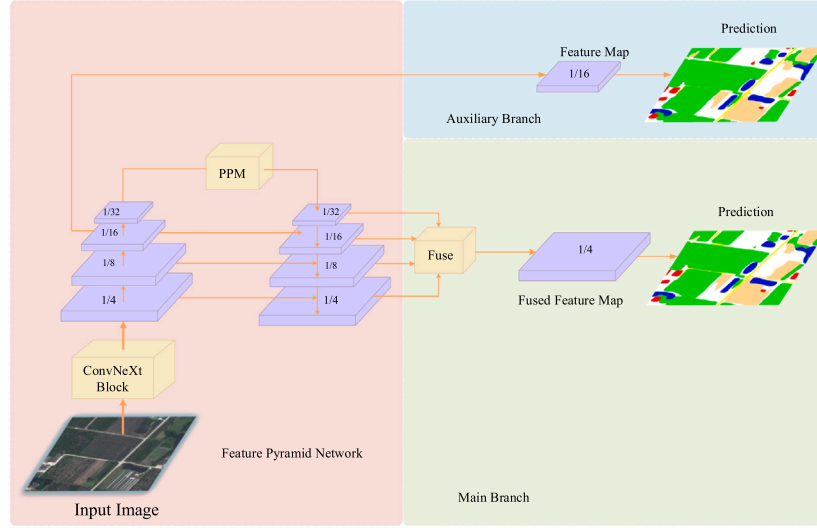 Prediction
Feature Map
1/16
Auxiliary Branch
PPM
1/32
1/16
1/8
1/4
1/32
1/16
1/8
1/4
Fuse
1/4
Fused Feature Map
Prediction
ConvNeXt
Block
Feature Pyramid Network
Input Image
Main Branch